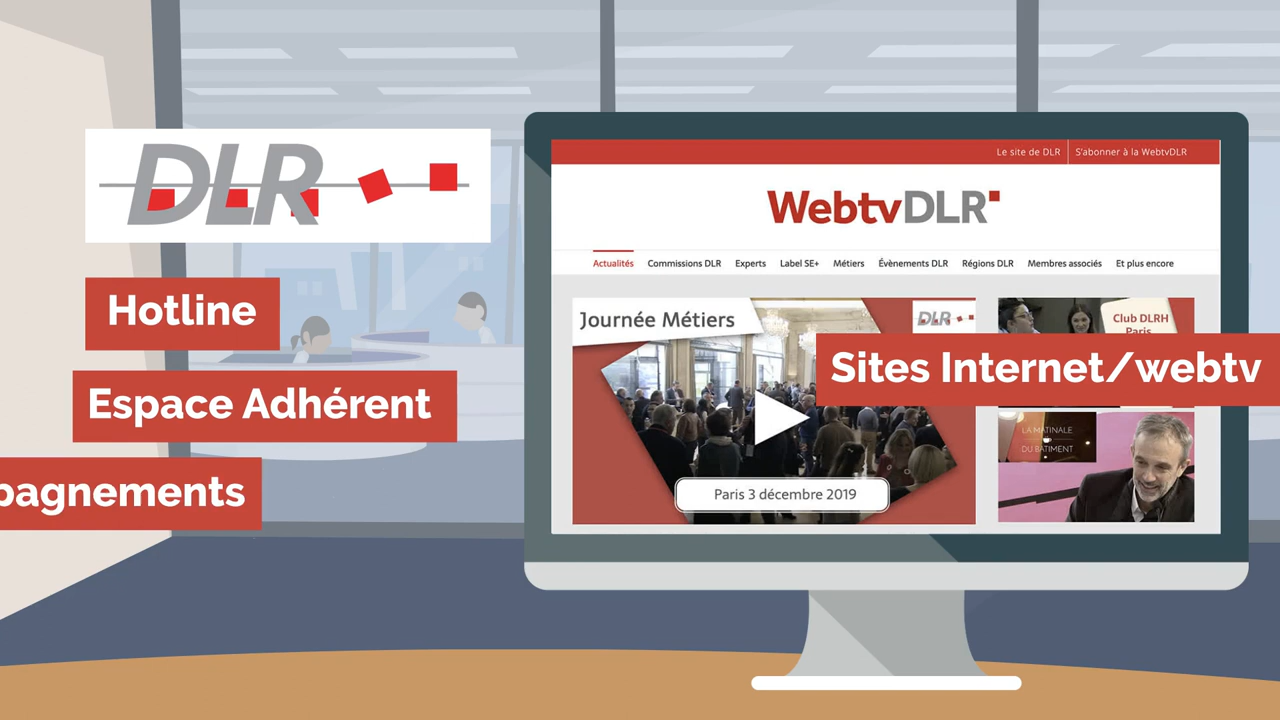 DLR
Hotline
Espace Adhérent
pagnements
Le site de DLR
S'abonner à la WebtvDLR
WebtvDLR
Actualités
Commissions DLR
Experts
Label SE+
Métiers
Évènements DLR
Régions DLR
Membres associés
Et plus encore
Journée Métiers
DLR
Paris 3 décembre 2019
Club DLRH
Paris
Sites Internet/webtv
LA MATINALE
DU BÂTIMENT